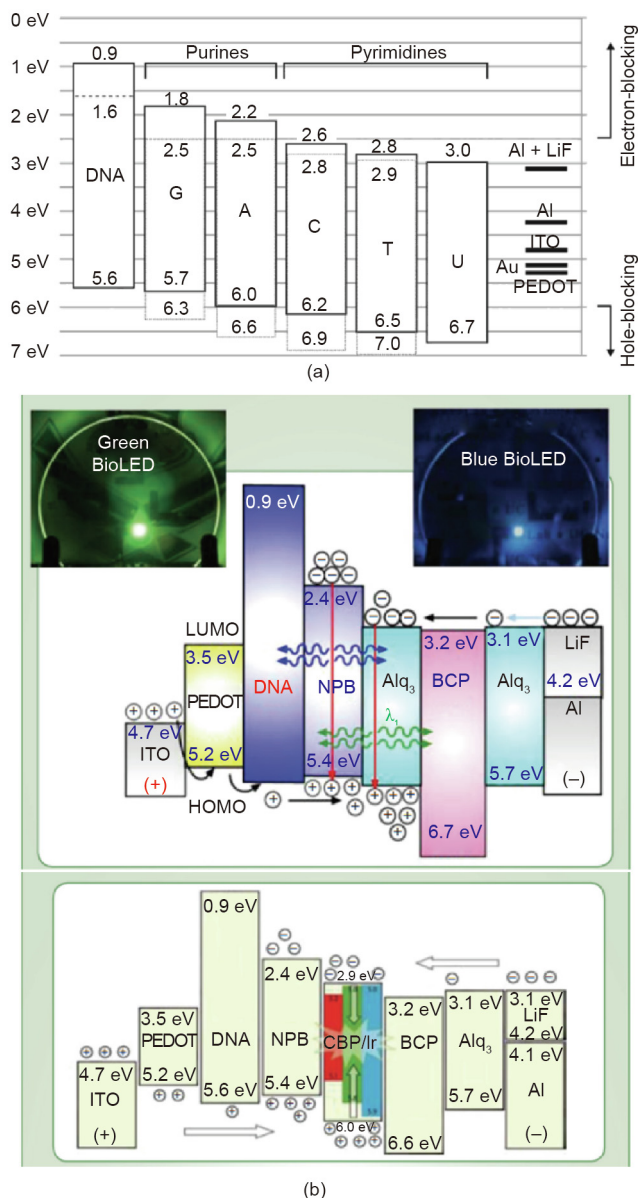 0 eV
0.9
Purines
Pyrimidines
Electron-blocking
1 eV
1.6
1.8
2.2
2 eV
2.5
2.5
2.6
2.8
3.0
Al + LiF
3 eV
2.8
2.9
DNA
G
A
C
T
U
4 eV
Al
ITO
5 eV
Au
PEDOT
5.6
5.7
6.0
6.2
6.5
6.7
6 eV
6.3
6.6
6.9
7.0
Hole-blocking
7 eV
(a)
Green
BioLED
Blue BioLED
0.9 eV
2.4 eV
LUMO
3.5 eV
3.2 eV
3.1 eV
LiF
PEDOT
DNA
NPB
Alq3
BCP
Alq3
4.2 eV
λ1
Al
4.7 eV
ITO
(+)
5.2 eV
5.4 eV
5.7 eV
(−)
HOMO
6.7 eV
0.9 eV
2.4 eV
2.9 eV
3.5 eV
PEDOT
3.2 eV
3.1 eV
3.1 eV
LiF
4.2 eV
DNA
NPB
CBP/Ir
BCP
Alq3
4.7 eV
ITO
(+)
5.2 eV
5.6 eV
5.4 eV
5.7 eV
4.1 eV
Al
(−)
6.0 eV
6.6 eV
(b)